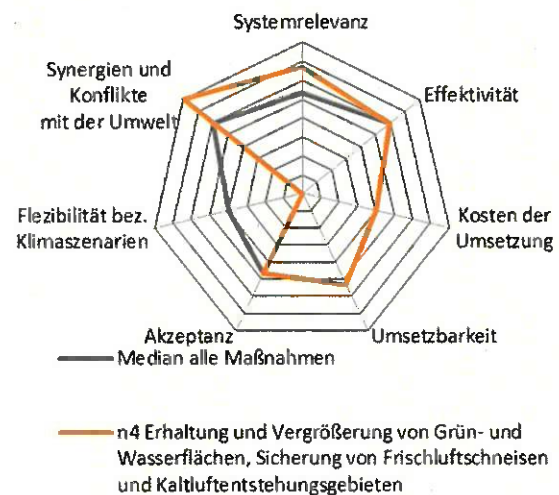 Systemrelevanz
Synergien und
Konflikte
mit der Umwelt
Effektivität
Flezibilität bez.
Klimaszenarien
Kosten der
Umsetzung
Akzeptanz
Umsetzbarkeit
Median alle Maßnahmen
n4 Erhaltung und Vergrößerung von Grün- und
Wasserflächen, Sicherung von Frischluftschneisen
und Kaltluftentstehungsgebieten